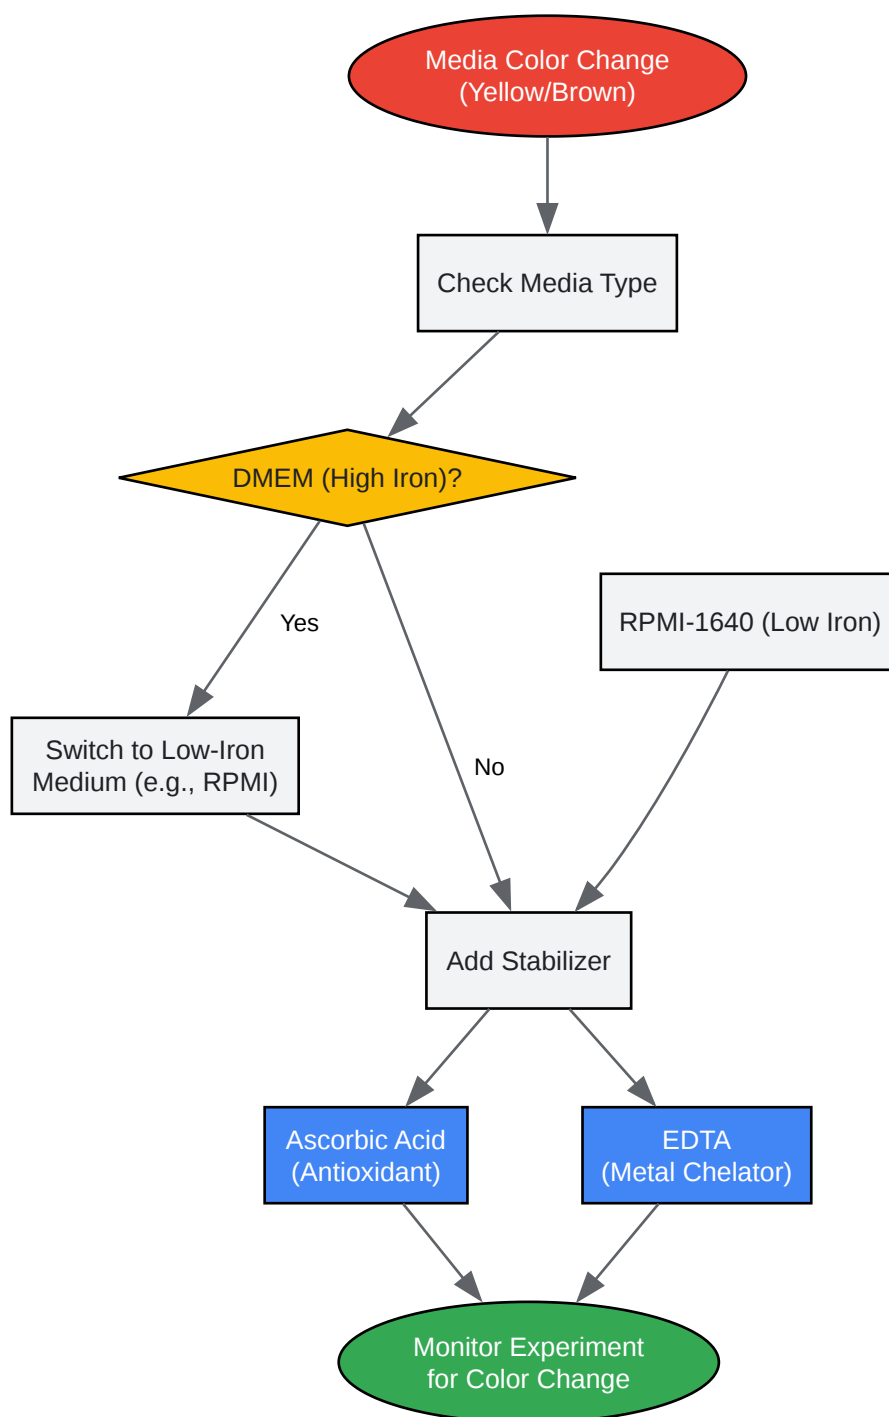 Media Color Change
(Yellow/Brown)
Check Media Type
DMEM (High Iron)?
RPMI-1640 (Low Iron)
Yes
Switch to Low-Iron
Medium (e.g., RPMI)
No
Add Stabilizer
Ascorbic Acid
(Antioxidant)
EDTA
(Metal Chelator)
Monitor Experiment
for Color Change